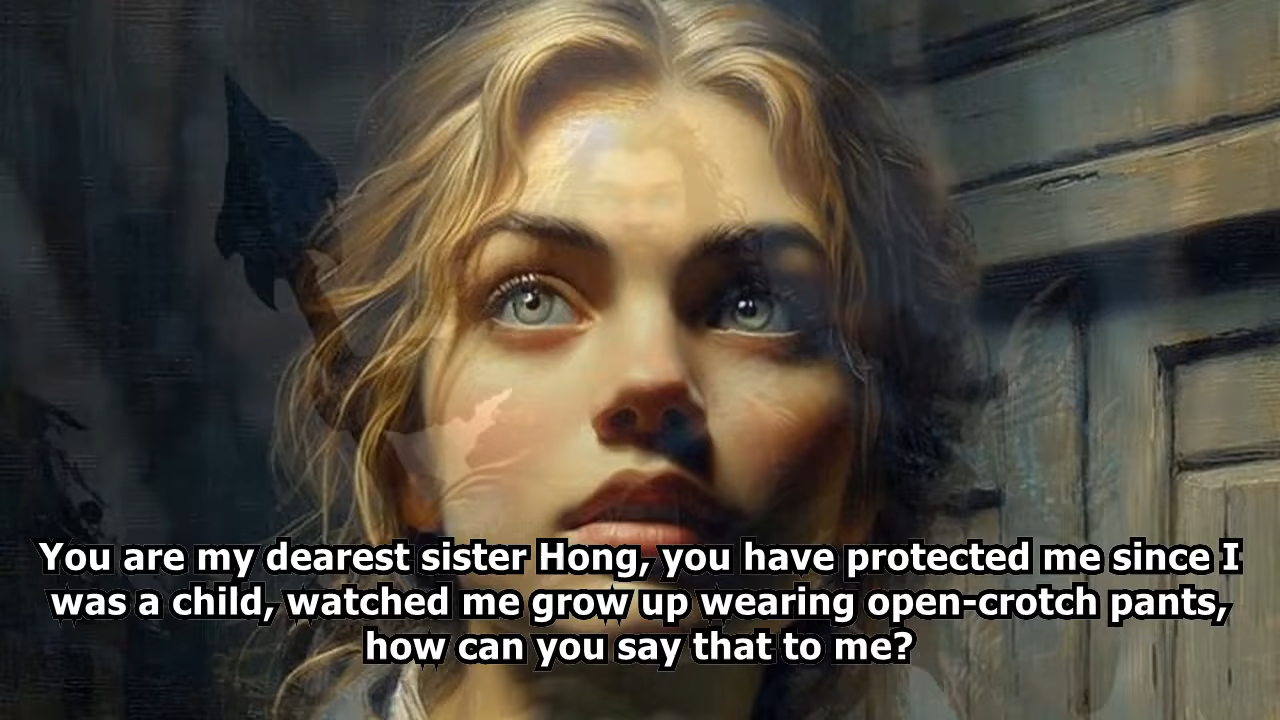 You are my dearest sister Hong, you have protected me since I
was a child, watched me grow up wearing open-crotch pants,
how can you say that to me?